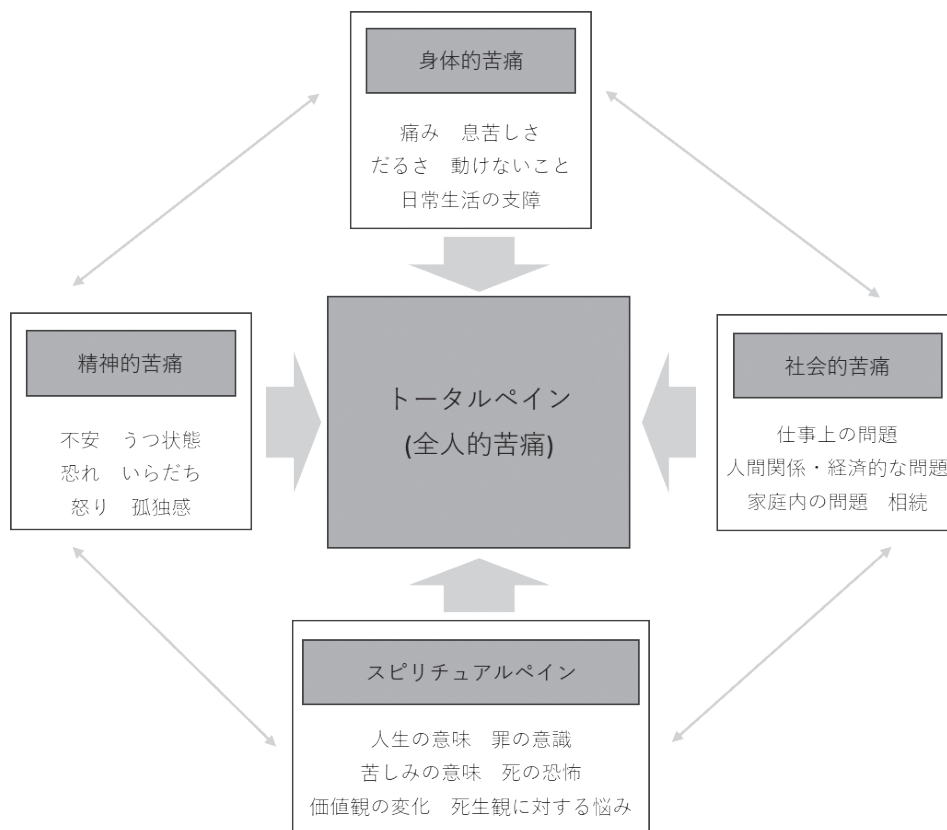 身体的苦痛
痛み　息苦しさ
だるさ　動けないこと
日常生活の支障
精神的苦痛
不安　うつ状態
恐れ　いらだち
怒り　孤独感
トータルペイン
(全人的苦痛)
社会的苦痛
仕事上の問題
人間関係・経済的な問題
家庭内の問題　相続
スピリチュアルペイン
人生の意味　罪の意識
苦しみの意味　死の恐怖
価値観の変化　死生観に対する悩み